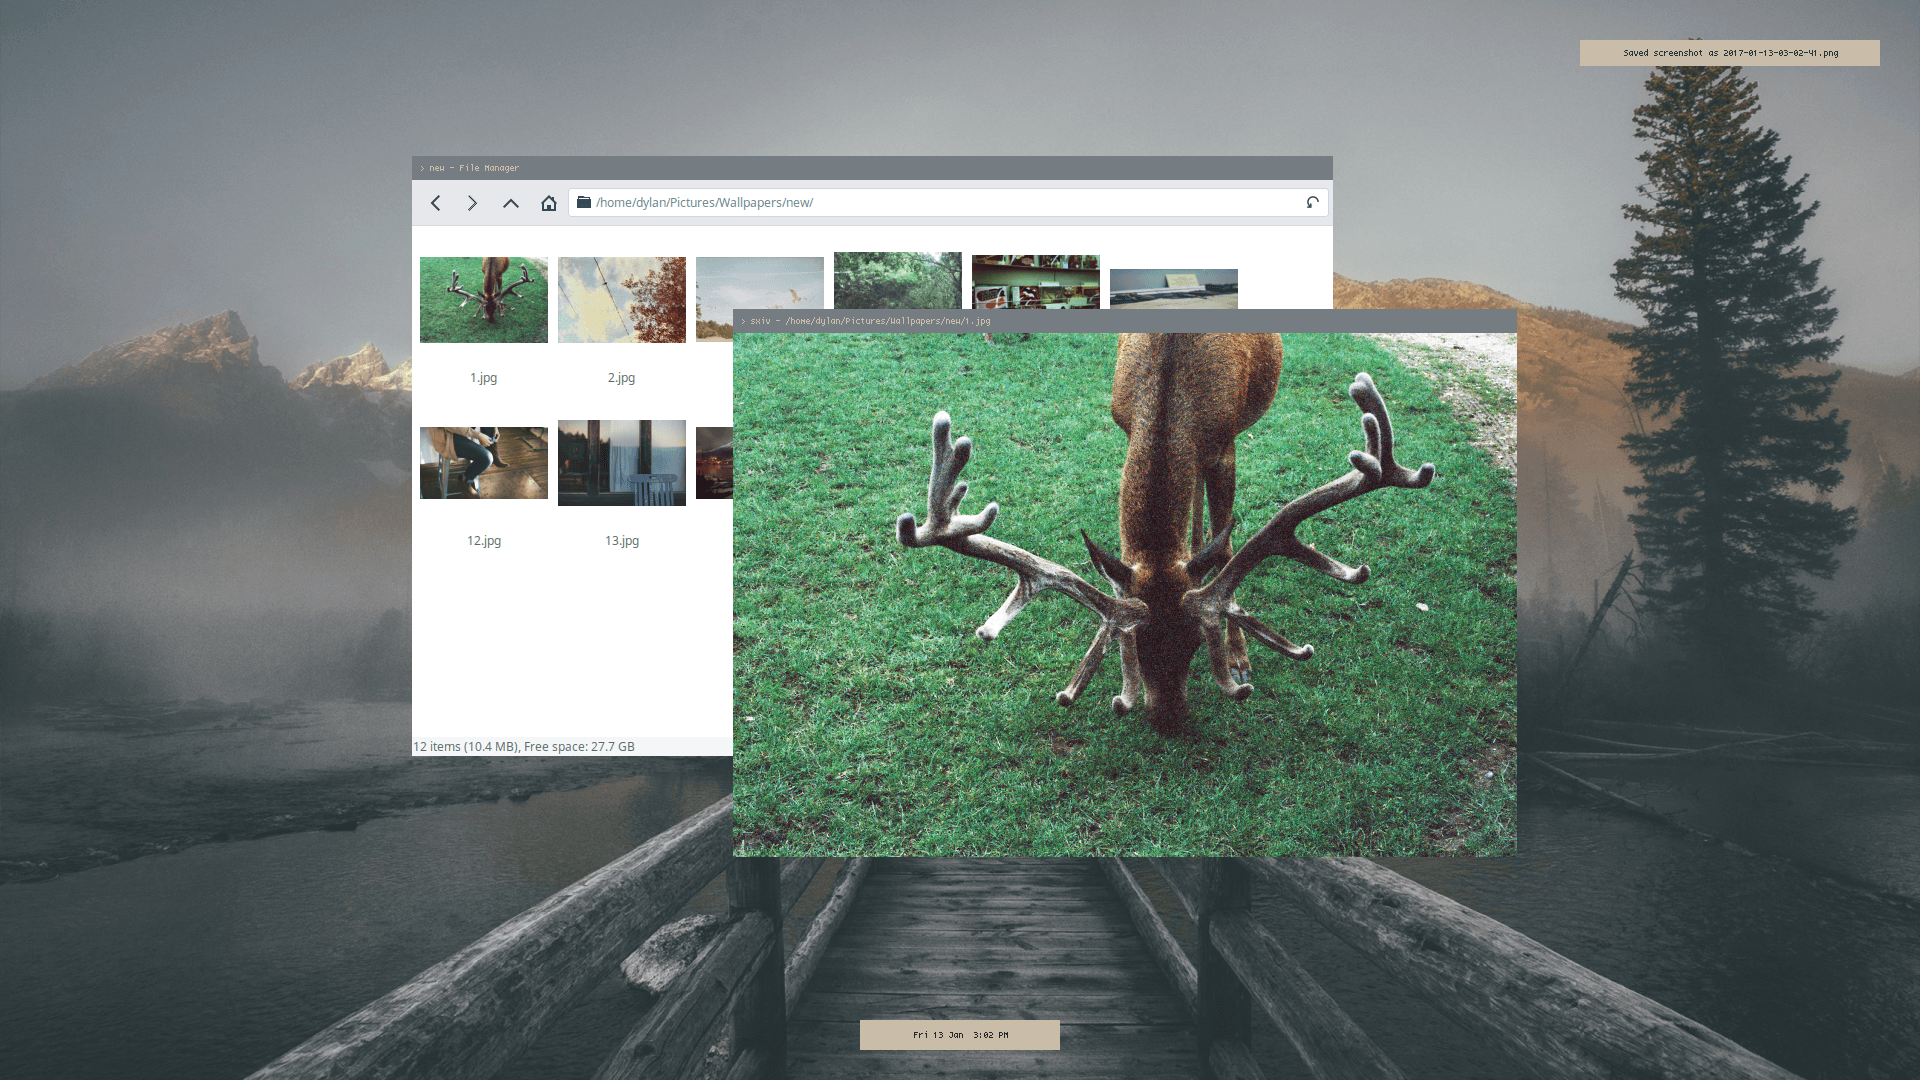 Saved screenshot as 2017-01-13-03-02-41.png
> new - File Manager
/home/dylan/Pictures/Wallpapers/new/
> sxiv - /home/dylan/Pictures/Wallpapers/new/1.jpg
1.jpg
2.jpg
12.jpg
13.jpg
12 items (10.4 MB), Free space: 27.7 GB
Fri 13 Jan  3:02 PM